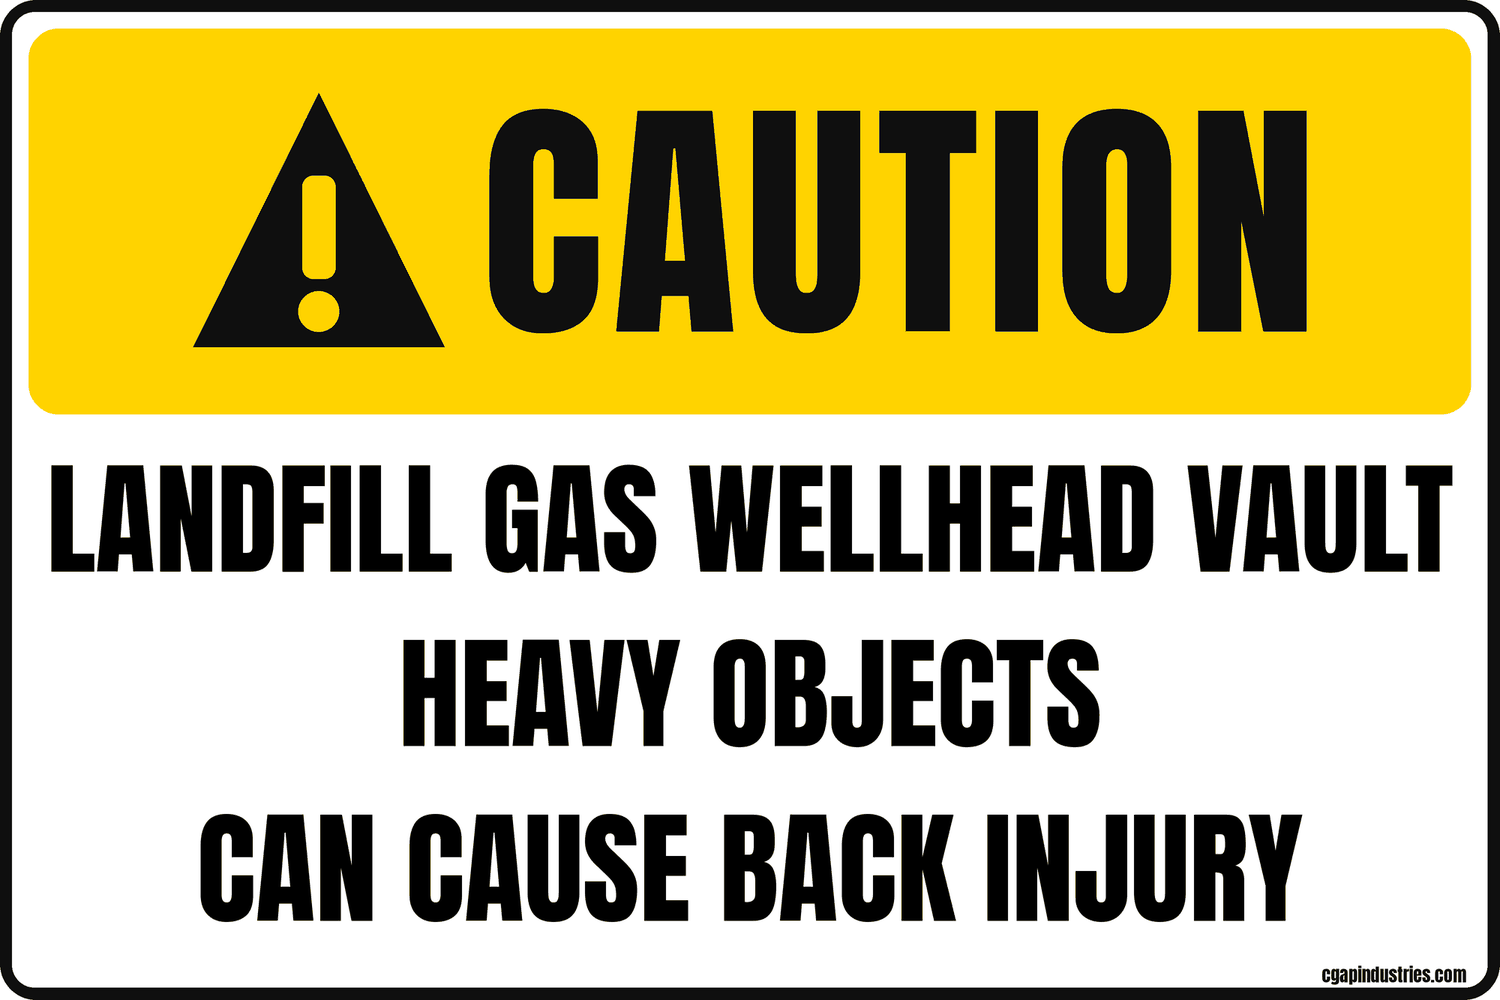 CAUTION
LANDFILL GAS WELLHEAD VAULT
HEAVY OBJECTS
CAN CAUSE BACK INJURY
cgapindustries.com